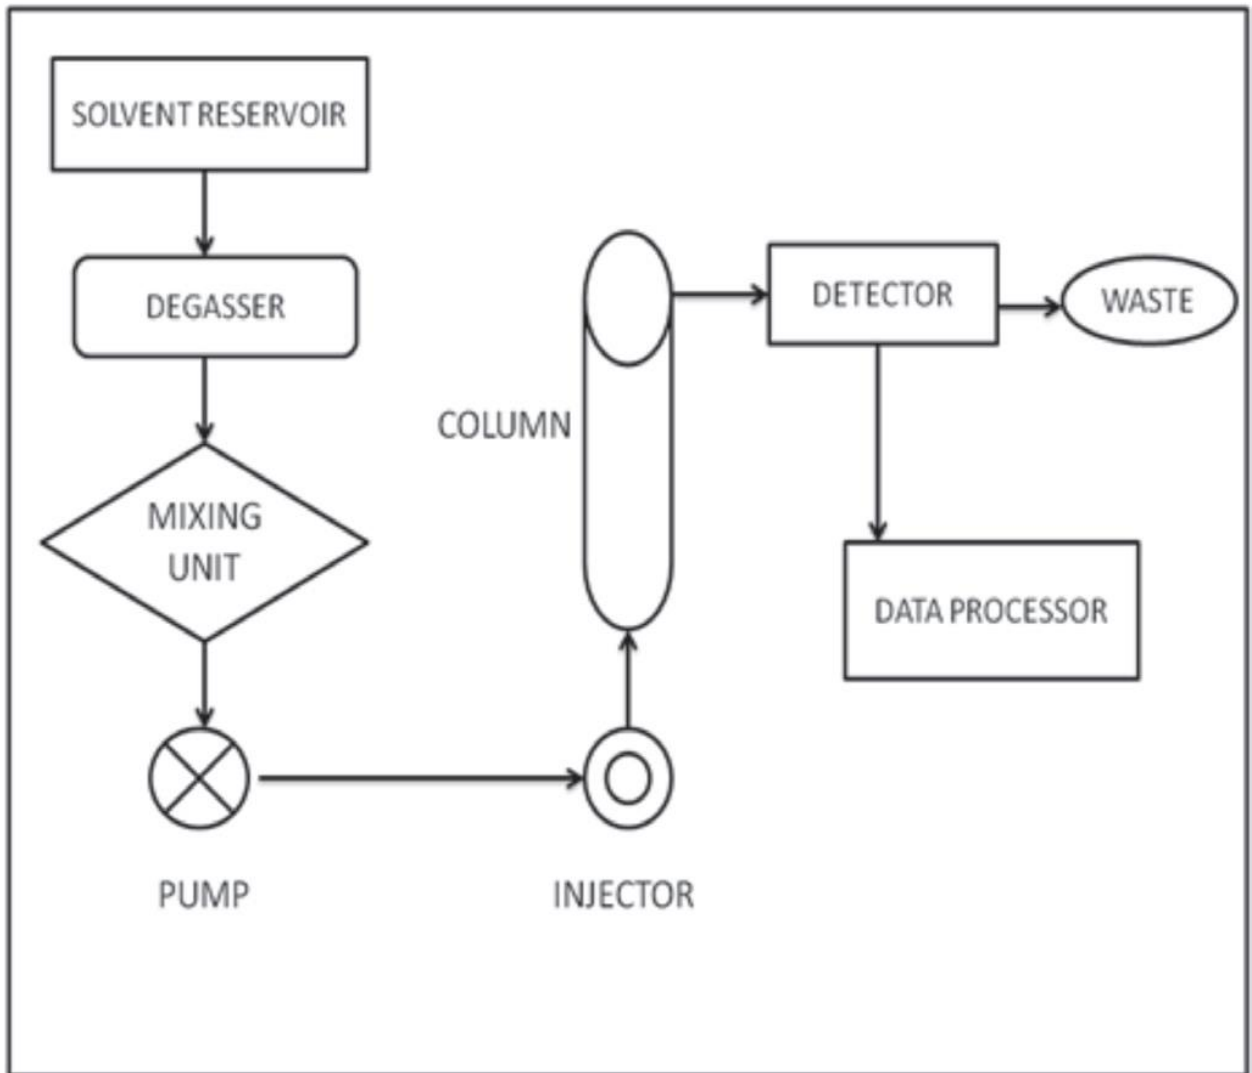 SOLVENT RESERVOIR
DEGASSER
MIXING
UNIT
PUMP
INJECTOR
COLUMN
DETECTOR
WASTE
DATA PROCESSOR